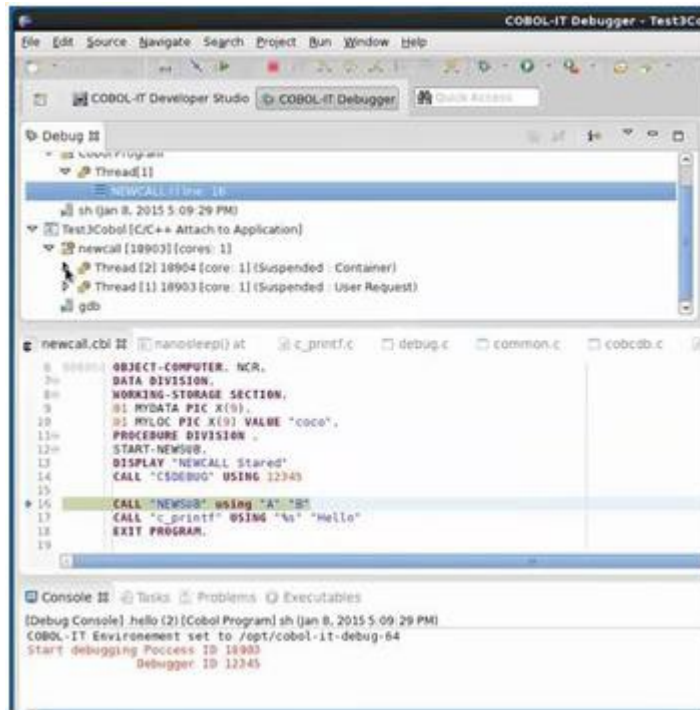 COBOL-IT Debugger - Test3Co
File Edit Source Navigate Search Project Run Window Help
COBOL-IT Developer Studio COBOL-IT Debugger Quick Access
Debug
Cobol Program
Thread[1]
NEWCALL line: 16
sh (Jan 8, 2015 5:09:29 PM)
Test3Cobol [C/C++ Attach to Application]
newcall [18903] [cores: 1]
Thread [2] 18904 [core: 1] (Suspended : Container)
Thread [1] 18903 [core: 1] (Suspended : User Request)
gdb
newcall.cbl nanosleep() at c_printf.c debug.c common.c cobcdb.c
6 OBJECT-COMPUTER. NCR.
7 DATA DIVISION.
8 WORKING-STORAGE SECTION.
9 01 MYDATA PIC X(9).
10 01 MYLOC PIC X(9) VALUE "coco".
11 PROCEDURE DIVISION .
12 START-NEWSUB.
13 DISPLAY "NEWCALL Stared"
14 CALL "C$DEBUG" USING 12345
15
16 CALL "NEWSUB" using "A" "B"
17 CALL "c_printf" USING "%s" "Hello"
18 EXIT PROGRAM.
19
Console Tasks Problems Executables
[Debug Console] .hello (2) [Cobol Program] sh (Jan 8, 2015 5:09:29 PM)
COBOL-IT Environement set to /opt/cobol-it-debug-64
Start debugging Poccess ID 18903
Debugger ID 12345